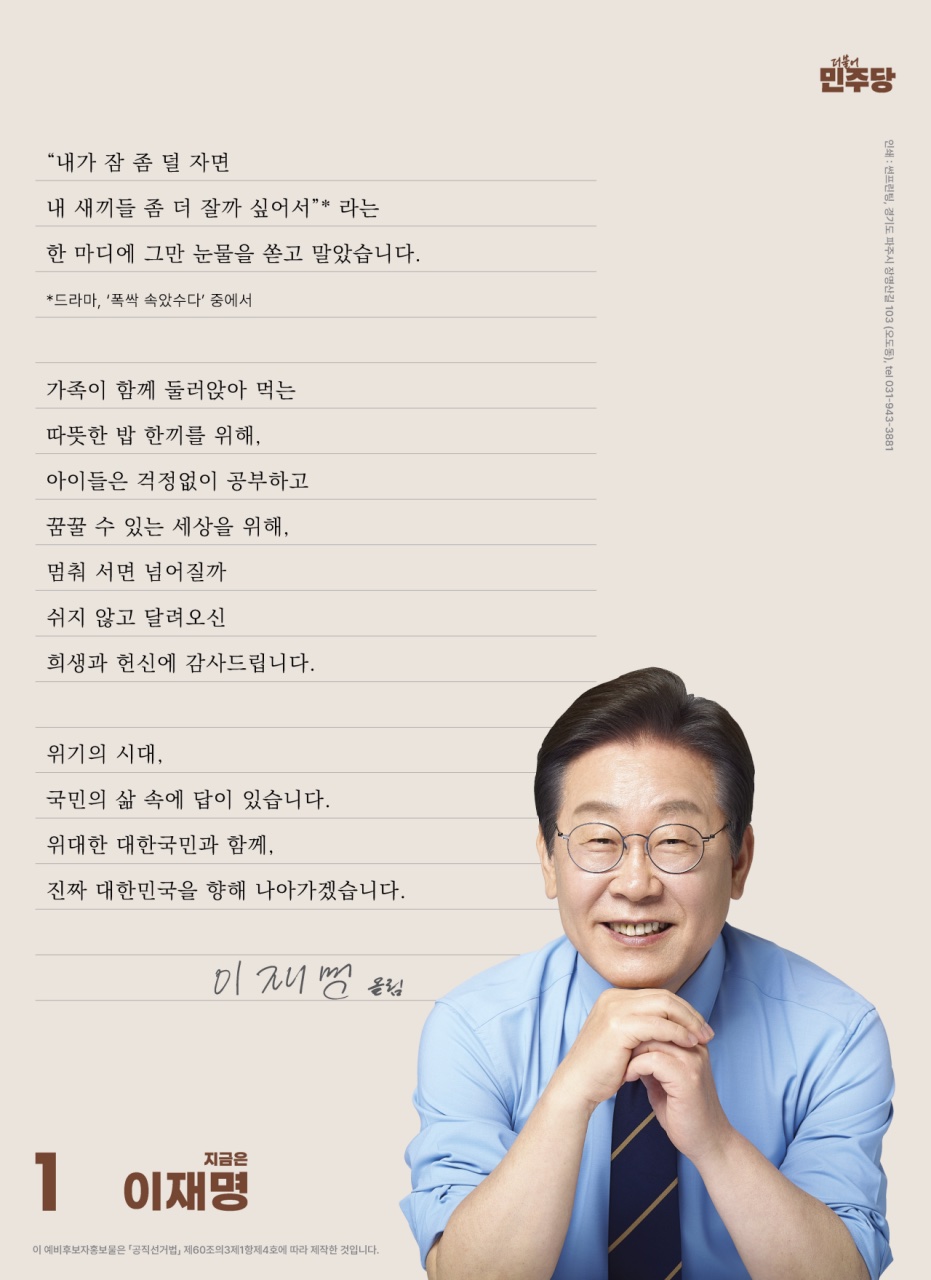 더불어
민주당
“내가 잠 좀 덜 자면
내 새끼들 좀 더 잘까 싶어서”* 라는
한 마디에 그만 눈물을 쏟고 말았습니다.
*드라마, ‘폭싹 속았수다’ 중에서
가족이 함께 둘러앉아 먹는
따뜻한 밥 한끼를 위해,
아이들은 걱정없이 공부하고
꿈꿀 수 있는 세상을 위해,
멈춰 서면 넘어질까
쉬지 않고 달려오신
희생과 헌신에 감사드립니다.
위기의 시대,
국민의 삶 속에 답이 있습니다.
위대한 대한국민과 함께,
진짜 대한민국을 향해 나아가겠습니다.
이재명 올림
인쇄 : 썬프린팅, 경기도 파주시 장명산길 103 (오도동), tel 031-943-3881
1
지금은
이재명
이 예비후보자홍보물은 「공직선거법」 제60조의3제1항제4호에 따라 제작한 것입니다.